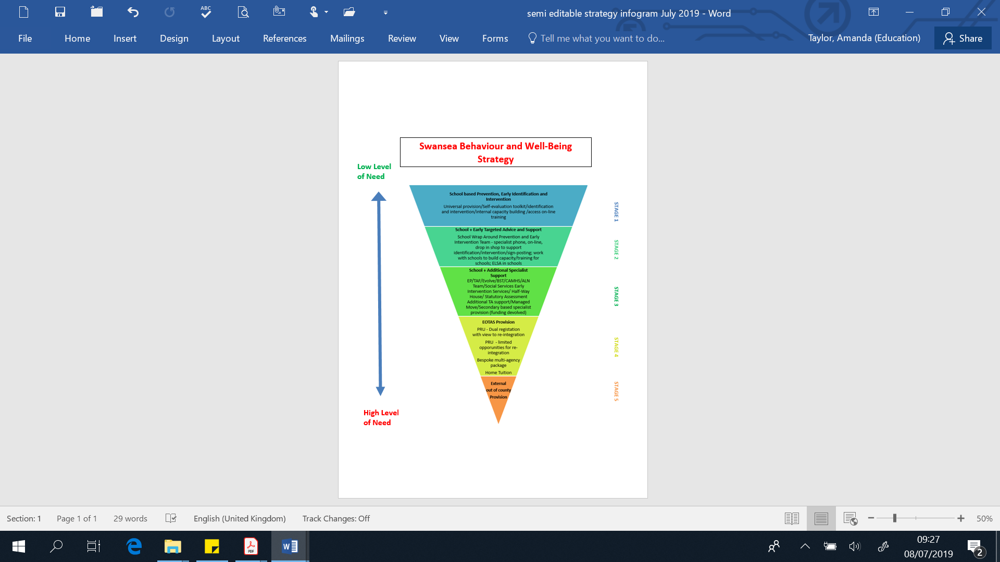 ABC
semi editable strategy infogram July 2019 - Word
File Home Insert Design Layout References Mailings Review View Forms Tell me what you want to do... Taylor, Amanda (Education) Share
Swansea Behaviour and Well-Being
Strategy
Low Level
of Need
School based Prevention, Early Identification and
Intervention
Universal provision/Self-evaluation toolkit/identification
and intervention/internal capacity building /access on-line
training
STAGE 1
School + Early Targeted Advice and Support
School Wrap Around Prevention and Early
Intervention Team - specialist phone, on-line,
drop in shop to support
identification/intervention/sign-posting; work
with schools to build capacity/training for
schools; ELSA in schools
STAGE 2
School + Additional Specialist
Support
EP/TAF/Evolve/BST/CAMHS/ALN
Team/Social Services Early
Intervention Services/ Half-Way
House/ Statutory Assessment
Additional TA support/Managed
Move/Secondary based specialist
provision (funding devolved)
STAGE 3
EOTAS Provision
PRU - Dual registation
with view to re-integration
PRU - limited
opporunities for re-
integration
Bespoke multi-agency
package
Home Tuition
STAGE 4
External
out of county
Provision
STAGE 5
High Level
of Need
Section: 1 Page 1 of 1 29 words English (United Kingdom) Track Changes: Off 50%
PDF
W
09:27
08/07/2019
2